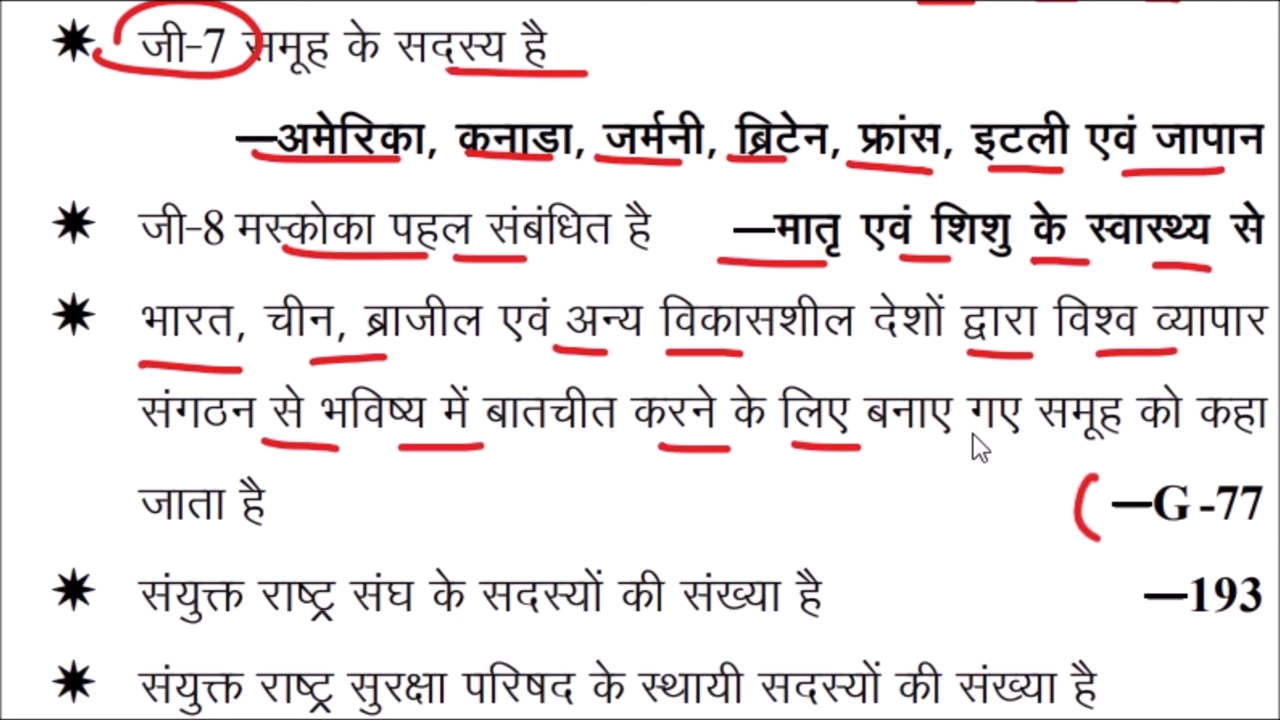 ✷ जी-7 समूह के सदस्य है
—अमेरिका, कनाडा, जर्मनी, ब्रिटेन, फ्रांस, इटली एवं जापान
✷ जी-8 मस्कोका पहल संबंधित है —मातृ एवं शिशु के स्वास्थ्य से
✷ भारत, चीन, ब्राजील एवं अन्य विकासशील देशों द्वारा विश्व व्यापार
संगठन से भविष्य में बातचीत करने के लिए बनाए गए समूह को कहा
जाता है —G -77
✷ संयुक्त राष्ट्र संघ के सदस्यों की संख्या है —193
✷ संयुक्त राष्ट्र सुरक्षा परिषद के स्थायी सदस्यों की संख्या है